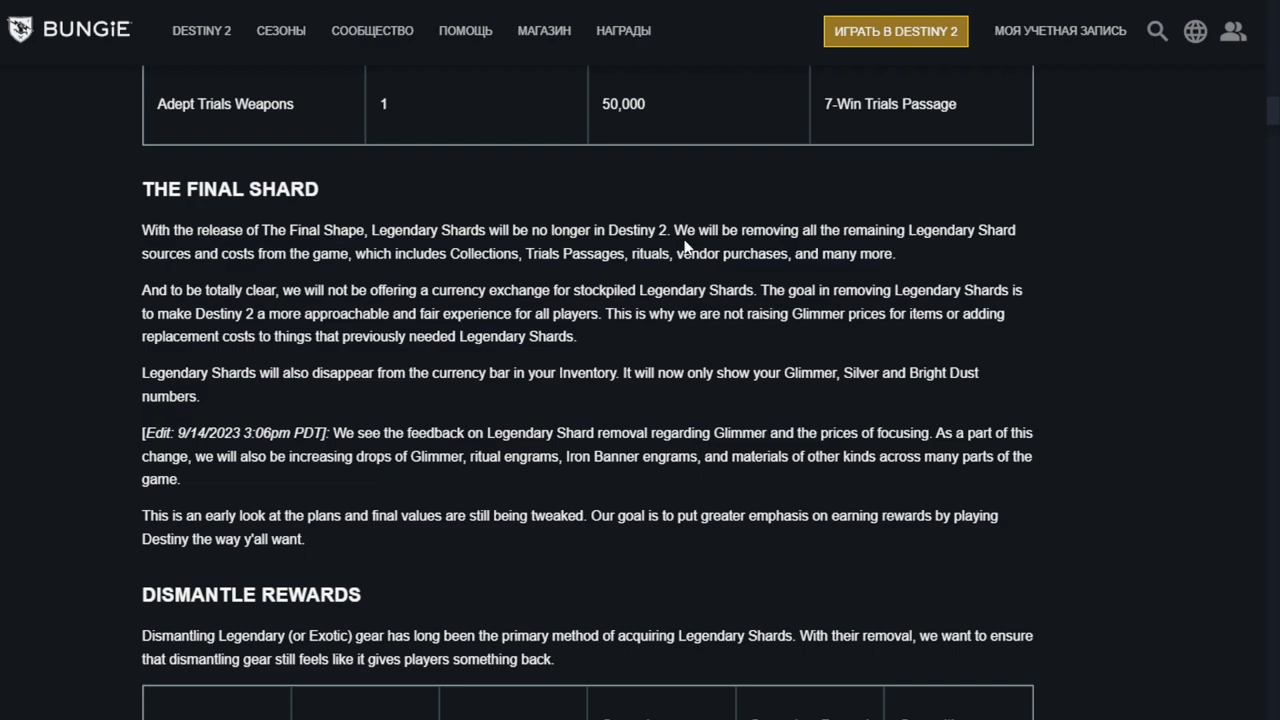 BUNGiE DESTINY 2 СЕЗОНЫ СООБЩЕСТВО ПОМОЩЬ МАГАЗИН НАГРАДЫ ИГРАТЬ В DESTINY 2 МОЯ УЧЕТНАЯ ЗАПИСЬ
Adept Trials Weapons 1 50,000 7-Win Trials Passage
THE FINAL SHARD
With the release of The Final Shape, Legendary Shards will be no longer in Destiny 2. We will be removing all the remaining Legendary Shard
sources and costs from the game, which includes Collections, Trials Passages, rituals, vendor purchases, and many more.
And to be totally clear, we will not be offering a currency exchange for stockpiled Legendary Shards. The goal in removing Legendary Shards is
to make Destiny 2 a more approachable and fair experience for all players. This is why we are not raising Glimmer prices for items or adding
replacement costs to things that previously needed Legendary Shards.
Legendary Shards will also disappear from the currency bar in your Inventory. It will now only show your Glimmer, Silver and Bright Dust
numbers.
[Edit: 9/14/2023 3:06pm PDT]: We see the feedback on Legendary Shard removal regarding Glimmer and the prices of focusing. As a part of this
change, we will also be increasing drops of Glimmer, ritual engrams, Iron Banner engrams, and materials of other kinds across many parts of the
game.
This is an early look at the plans and final values are still being tweaked. Our goal is to put greater emphasis on earning rewards by playing
Destiny the way y'all want.
DISMANTLE REWARDS
Dismantling Legendary (or Exotic) gear has long been the primary method of acquiring Legendary Shards. With their removal, we want to ensure
that dismantling gear still feels like it gives players something back.